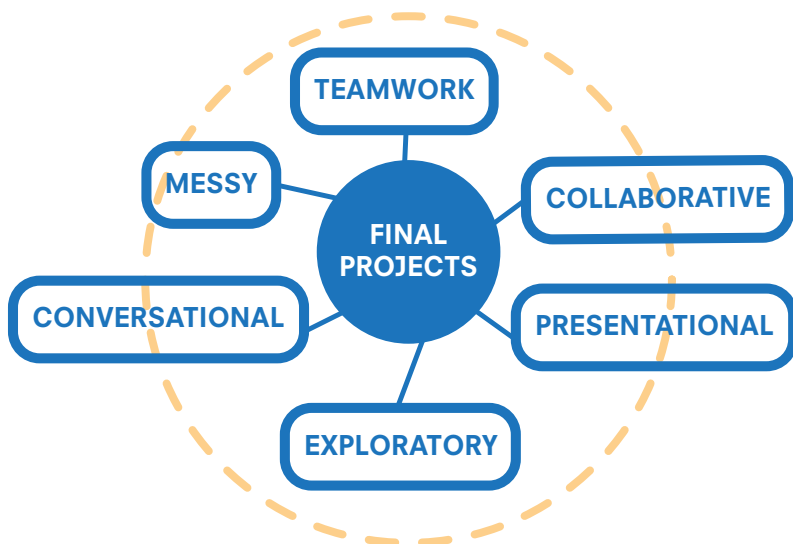 TEAMWORK
MESSY
COLLABORATIVE
FINAL
PROJECTS
CONVERSATIONAL
PRESENTATIONAL
EXPLORATORY